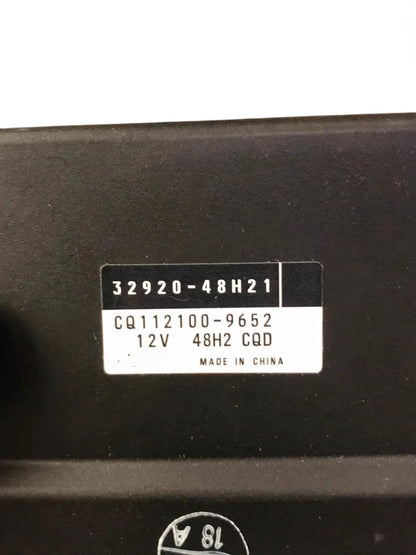 32920-48H21
CQ112100-9652
12V 48H2 CQD
MADE IN CHINA
18 A